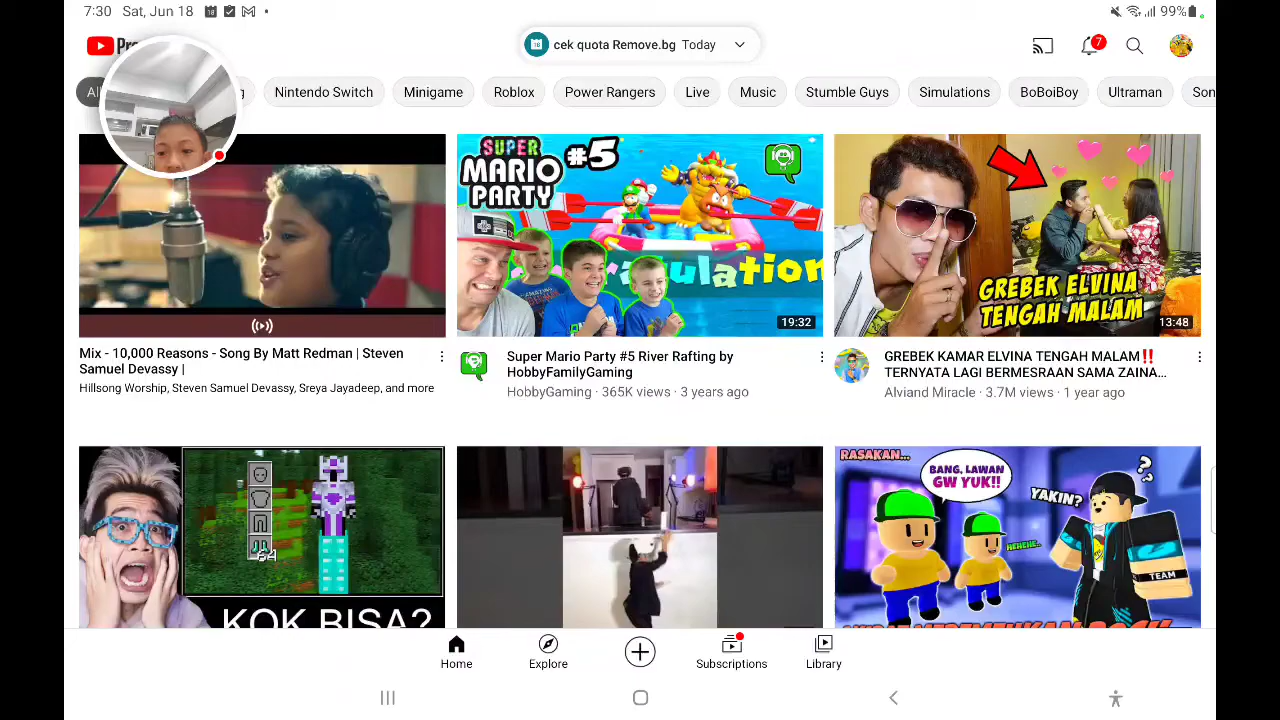 7:30 Sat, Jun 18
99%
cek quota Remove.bg Today
7
Nintendo Switch
Minigame
Roblox
Power Rangers
Live
Music
Stumble Guys
Simulations
BoBoiBoy
Ultraman
Mix - 10,000 Reasons - Song By Matt Redman | Steven
Samuel Devassy |
Hillsong Worship, Steven Samuel Devassy, Sreya Jayadeep, and more
SUPER
MARIO
PARTY
#5
19:32
Super Mario Party #5 River Rafting by
HobbyFamilyGaming
HobbyGaming · 365K views · 3 years ago
GREBEK ELVINA
TENGAH MALAM
13:48
GREBEK KAMAR ELVINA TENGAH MALAM‼️
TERNYATA LAGI BERMESRAAN SAMA ZAINA...
Alviand Miracle · 3.7M views · 1 year ago
64
KOK BISA?
RASAKAN...
BANG, LAWAN
GW YUK!!
YAKIN?
HEHEHE..
TEAM
Home
Explore
Subscriptions
Library